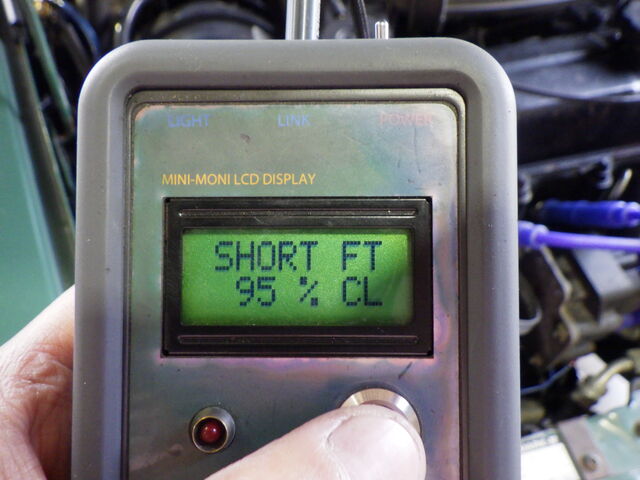 LIGHT LINK POWER
MINI-MONI LCD DISPLAY
SHORT FT
95 % CL